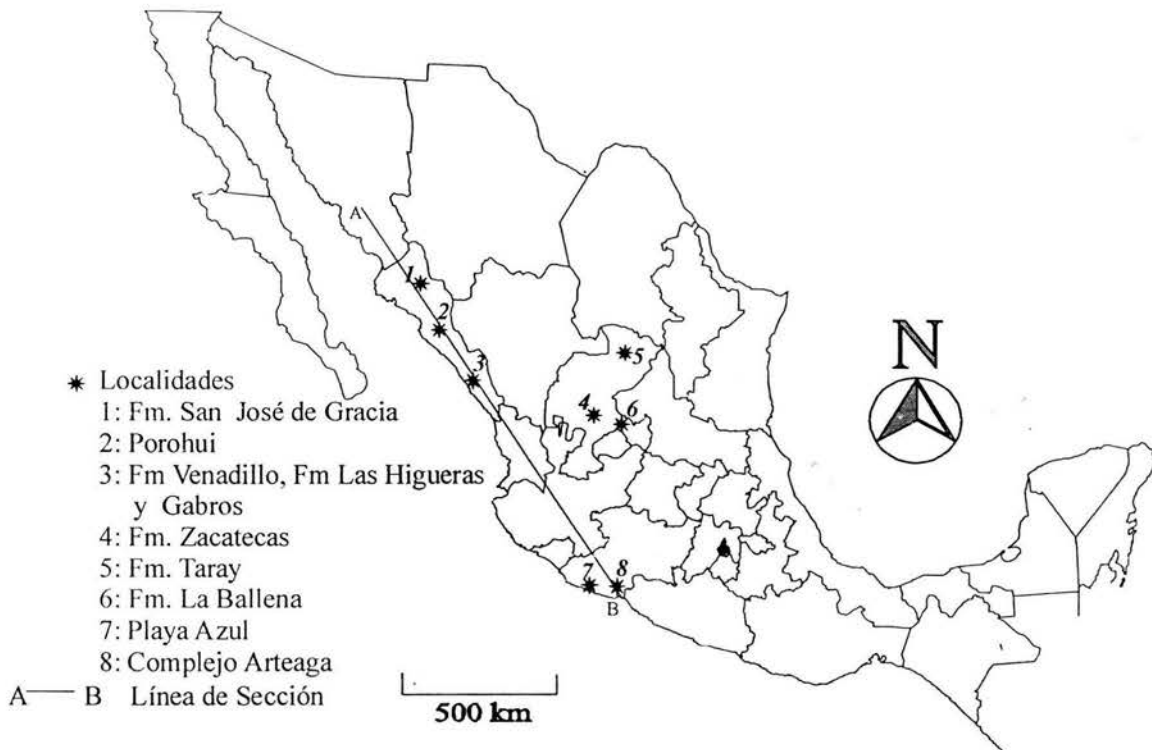 N
A
1
2
3
5
4
6
7
8
B
✷ Localidades
1: Fm. San José de Gracia
2: Porohui
3: Fm Venadillo, Fm Las Higueras
y Gabros
4: Fm. Zacatecas
5: Fm. Taray
6: Fm. La Ballena
7: Playa Azul
8: Complejo Arteaga
A — B Línea de Sección
500 km